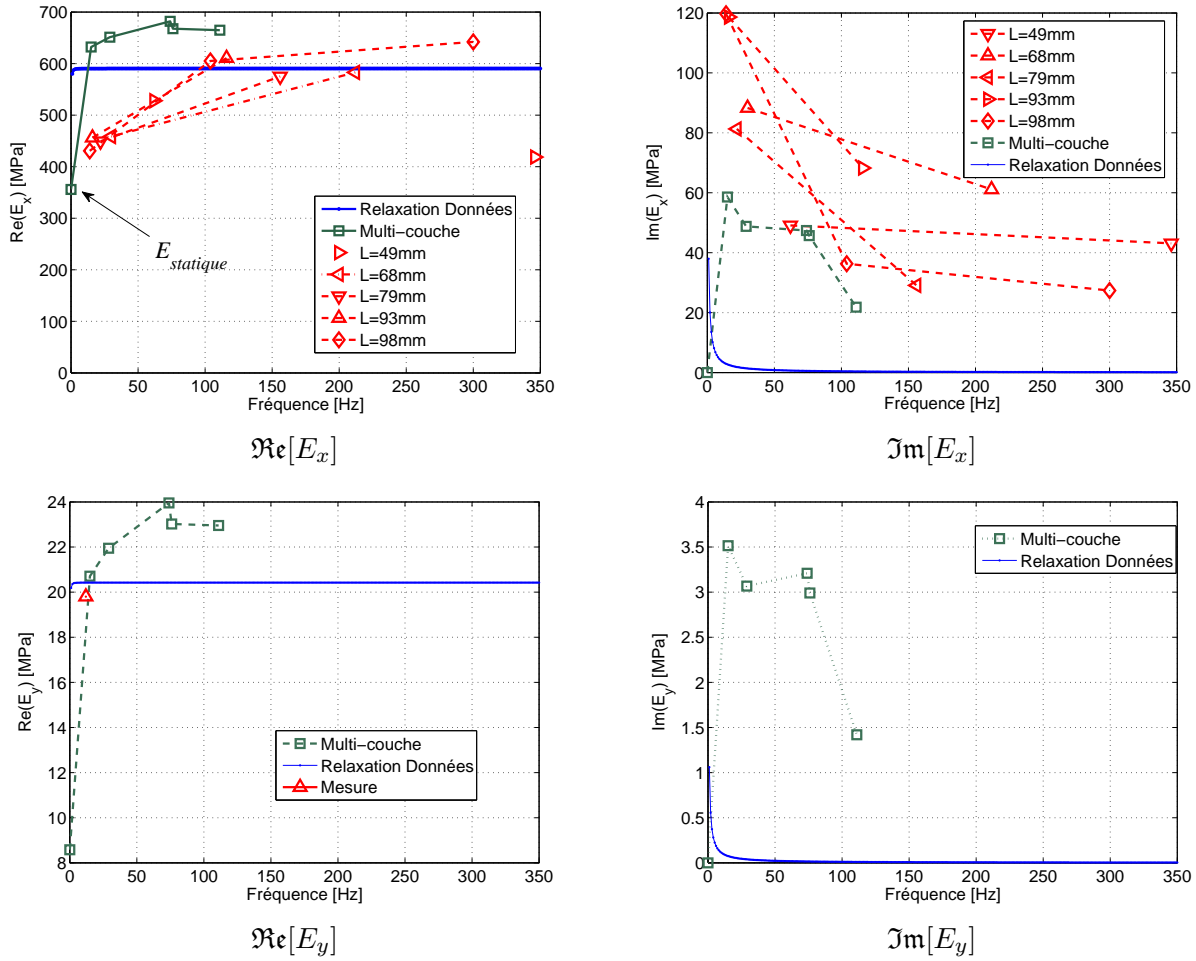 700
600
500
400
300
200
100
0
0
50
100
150
200
250
300
350
Re(E_x) [MPa]
Fréquence [Hz]
E_statique
Relaxation Données
Multi-couche
L=49mm
L=68mm
L=79mm
L=93mm
L=98mm
ℜe[E_x]
120
100
80
60
40
20
0
0
50
100
150
200
250
300
350
Im(E_x) [MPa]
Fréquence [Hz]
L=49mm
L=68mm
L=79mm
L=93mm
L=98mm
Multi-couche
Relaxation Données
ℑm[E_x]
24
22
20
18
16
14
12
10
8
0
50
100
150
200
250
300
350
Re(E_y) [MPa]
Fréquence [Hz]
Multi-couche
Relaxation Données
Mesure
ℜe[E_y]
4
3.5
3
2.5
2
1.5
1
0.5
0
0
50
100
150
200
250
300
350
Im(E_y) [MPa]
Fréquence [Hz]
Multi-couche
Relaxation Données
ℑm[E_y]